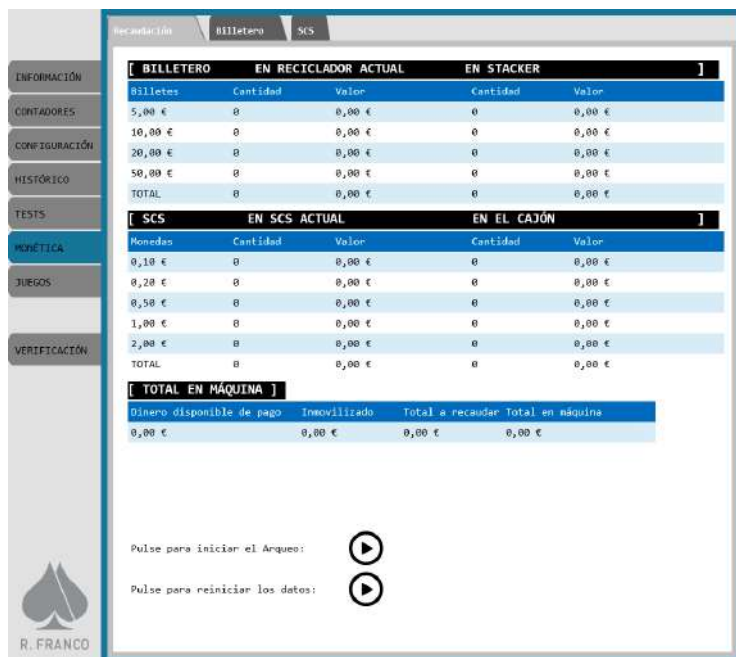 Recaudación Billetero SCS
INFORMACIÓN
CONTADORES
CONFIGURACIÓN
HISTÓRICO
TESTS
MONÉTICA
JUEGOS
VERIFICACIÓN
[ BILLETERO EN RECICLADOR ACTUAL EN STACKER ]
Billetes Cantidad Valor Cantidad Valor
5,00 € 0 0,00 € 0 0,00 €
10,00 € 0 0,00 € 0 0,00 €
20,00 € 0 0,00 € 0 0,00 €
50,00 € 0 0,00 € 0 0,00 €
TOTAL 0 0,00 € 0 0,00 €
[ SCS EN SCS ACTUAL EN EL CAJÓN ]
Monedas Cantidad Valor Cantidad Valor
0,10 € 0 0,00 € 0 0,00 €
0,20 € 0 0,00 € 0 0,00 €
0,50 € 0 0,00 € 0 0,00 €
1,00 € 0 0,00 € 0 0,00 €
2,00 € 0 0,00 € 0 0,00 €
TOTAL 0 0,00 € 0 0,00 €
[ TOTAL EN MÁQUINA ]
Dinero disponible de pago Inmovilizado Total a recaudar Total en máquina
0,00 € 0,00 € 0,00 € 0,00 €
Pulse para iniciar el Arqueo:
Pulse para reiniciar los datos:
R. FRANCO